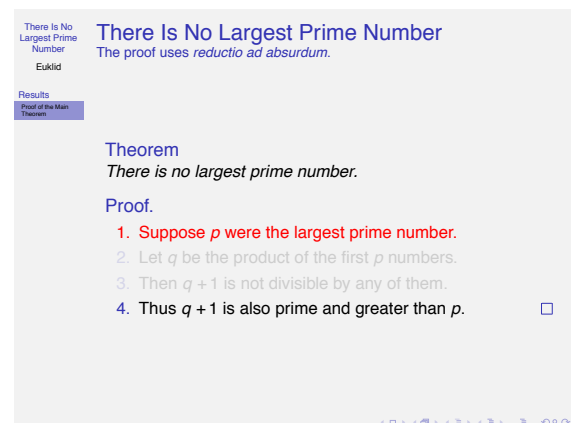 There Is No
Largest Prime
Number
Euklid
Results
Proof of the Main
Theorem
There Is No Largest Prime Number
The proof uses reductio ad absurdum.
Theorem
There is no largest prime number.
Proof.
1. Suppose p were the largest prime number.
2. Let q be the product of the first p numbers.
3. Then q + 1 is not divisible by any of them.
4. Thus q + 1 is also prime and greater than p.